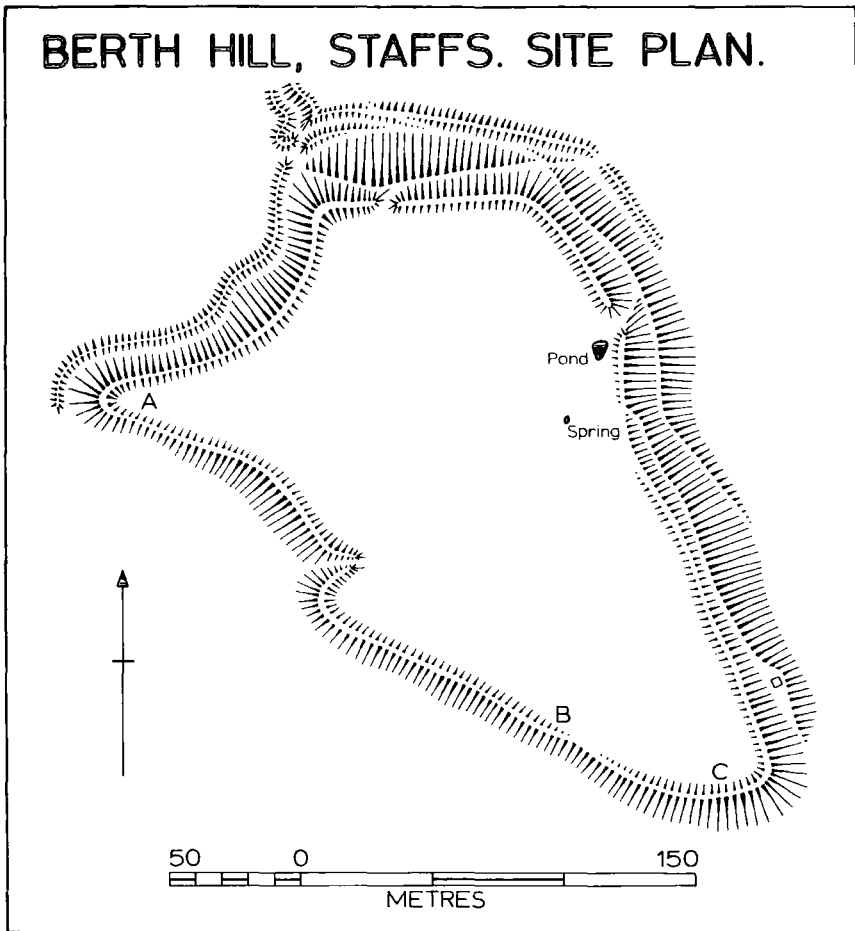 BERTH HILL, STAFFS. SITE PLAN.
Pond
A
Spring
B
C
50 0 150
METRES